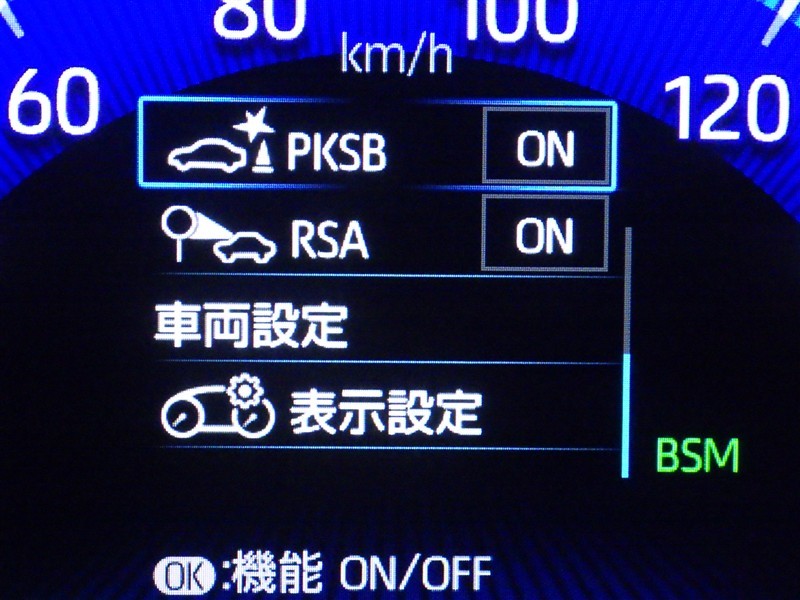 80 100
km/h
60 120
PKSB ON
RSA ON
車両設定
表示設定
BSM
OK:機能 ON/OFF